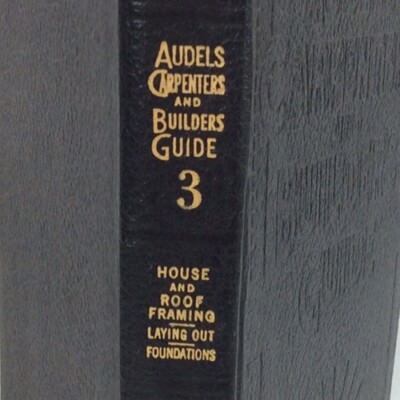 AUDELS
CARPENTERS
AND
BUILDERS
GUIDE
3
HOUSE
AND
ROOF
FRAMING
LAYING OUT
FOUNDATIONS